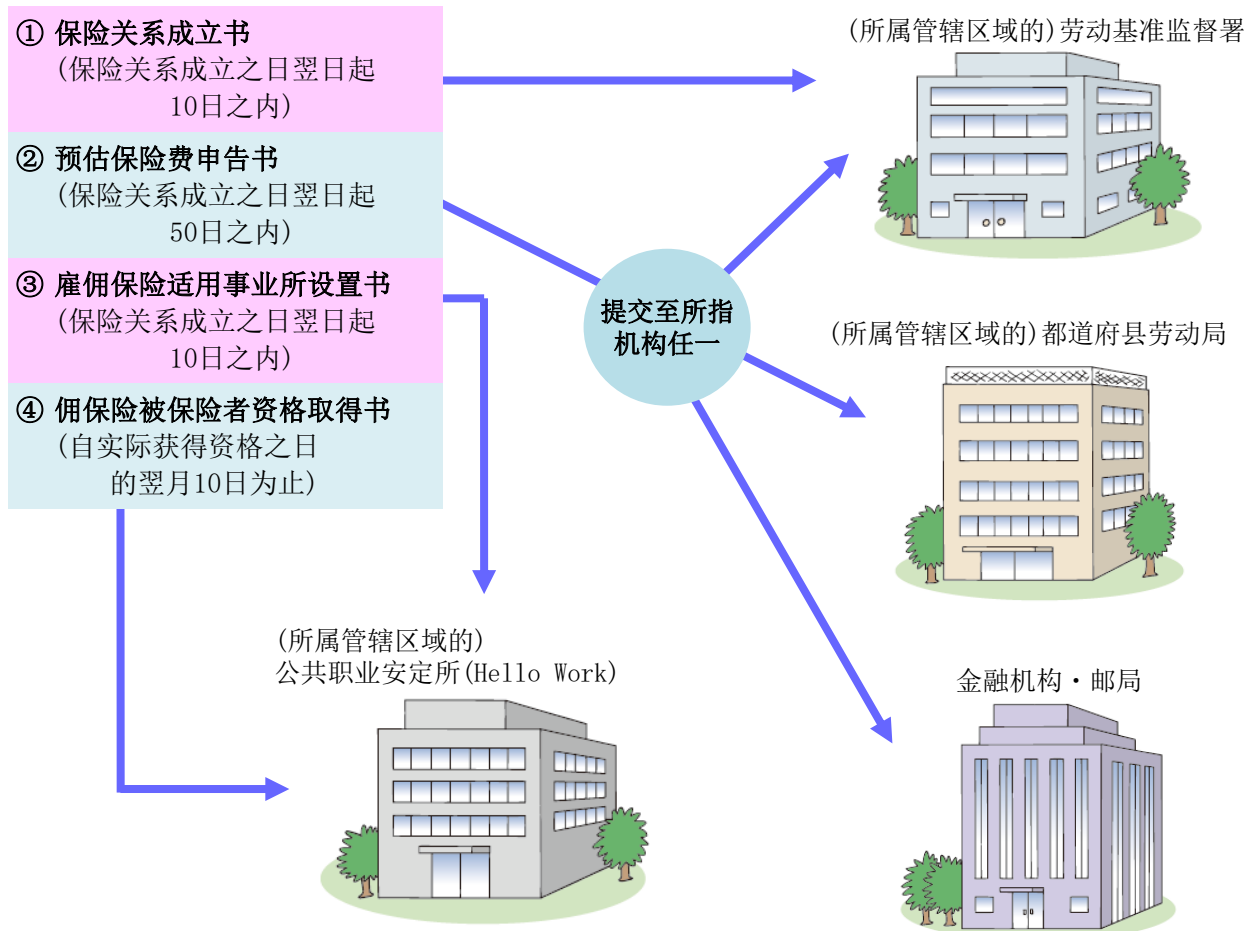 ① 保险关系成立书
(保险关系成立之日翌日起
10日之内)
② 预估保险费申告书
(保险关系成立之日翌日起
50日之内)
③ 雇佣保险适用事业所设置书
(保险关系成立之日翌日起
10日之内)
④ 佣保险被保险者资格取得书
(自实际获得资格之日
的翌月10日为止)
(所属管辖区域的)劳动基准监督署
提交至所指
机构任一
(所属管辖区域的)都道府县劳动局
(所属管辖区域的)
公共职业安定所(Hello Work)
金融机构・邮局